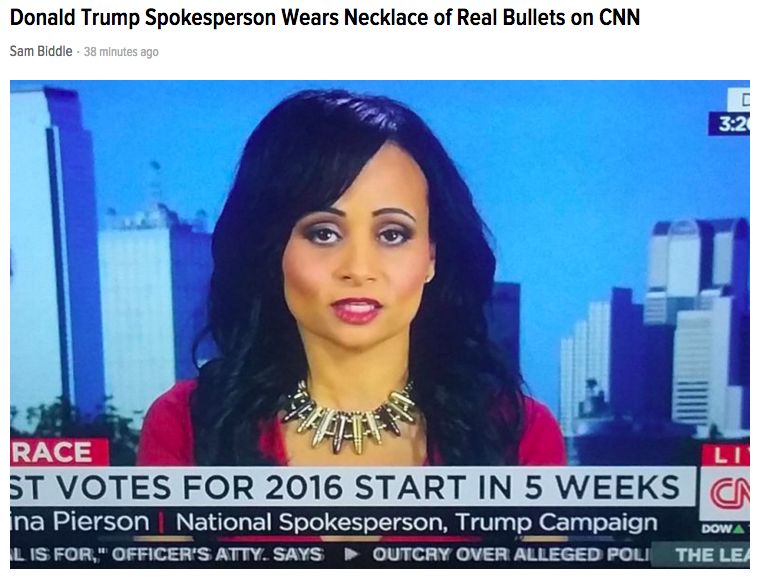 Donald Trump Spokesperson Wears Necklace of Real Bullets on CNN
Sam Biddle · 38 minutes ago
3:20
RACE
ST VOTES FOR 2016 START IN 5 WEEKS
ina Pierson | National Spokesperson, Trump Campaign
LI
CN
DOW ▲
L IS FOR," OFFICER'S ATTY. SAYS ▶ OUTCRY OVER ALLEGED POLI
THE LEA